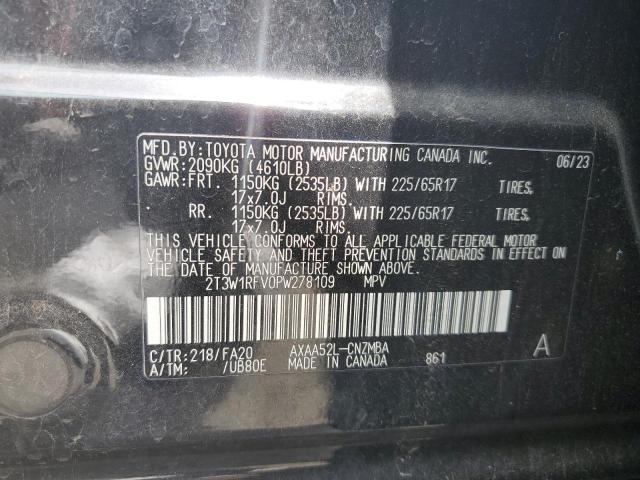 MFD.BY:TOYOTA MOTOR MANUFACTURING CANADA INC. 06/23
GVWR:2090KG (4610LB)
GAWR:FRT. 1150KG (2535LB) WITH 225/65R17 TIRES,
17x7.0J RIMS.
RR. 1150KG (2535LB) WITH 225/65R17 TIRES,
17x7.0J RIMS.
THIS VEHICLE CONFORMS TO ALL APPLICABLE FEDERAL MOTOR
VEHICLE SAFETY AND THEFT PREVENTION STANDARDS IN EFFECT ON
THE DATE OF MANUFACTURE SHOWN ABOVE.
2T3W1RFV0PW278109 MPV
C/TR:218/FA20 AXAA52L-CNZMBA 861 A
A/TM: /UB80E MADE IN CANADA